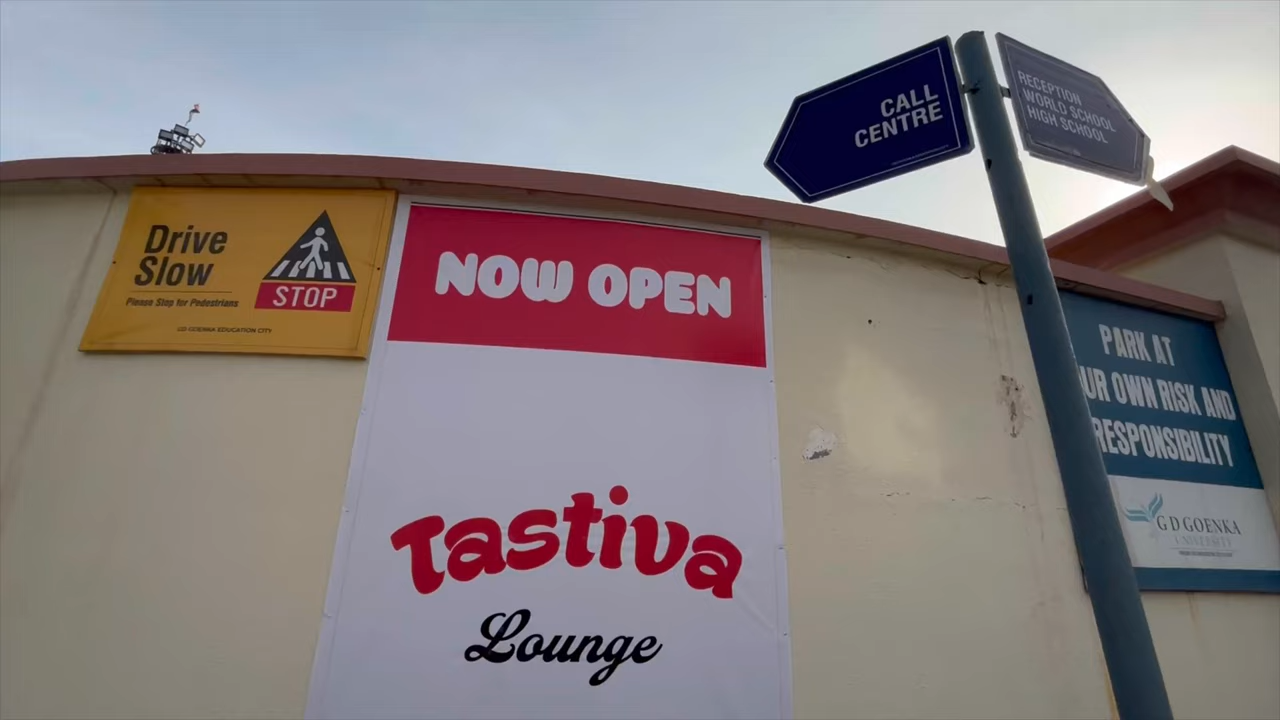 Drive
Slow
Please Stop for Pedestrians
STOP
GD GOENKA EDUCATION CITY
NOW OPEN
Tastiva
Lounge
CALL
CENTRE
RECEPTION
WORLD SCHOOL
HIGH SCHOOL
PARK AT
UR OWN RISK AND
RESPONSIBILITY
G D GOENKA
UNIVERSITY